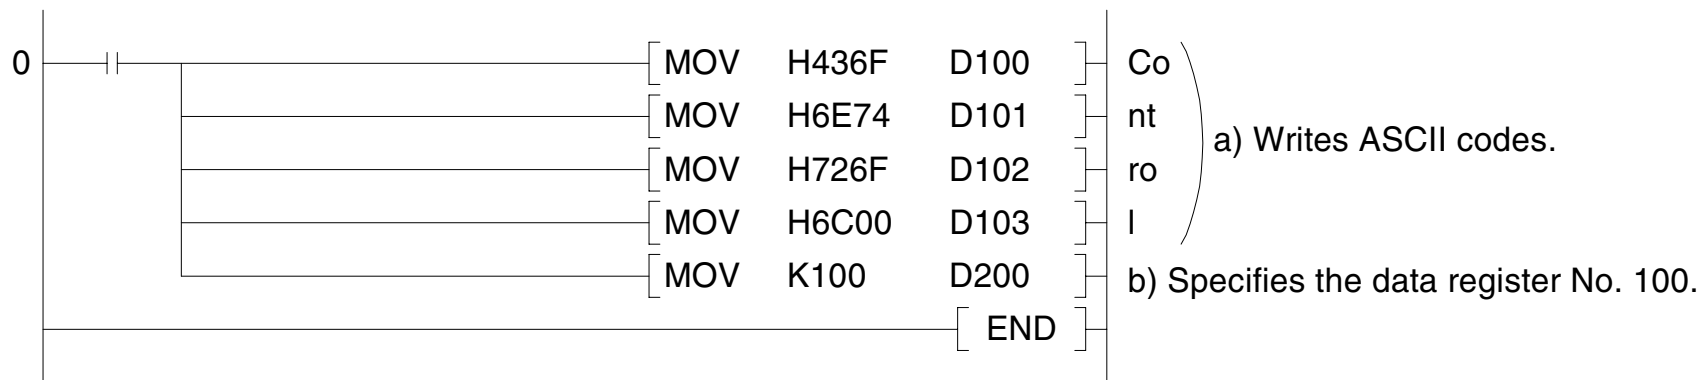 0 MOV H436F D100 Co
MOV H6E74 D101 nt
a) Writes ASCII codes.
MOV H726F D102 ro
MOV H6C00 D103 l
MOV K100 D200 b) Specifies the data register No. 100.
END